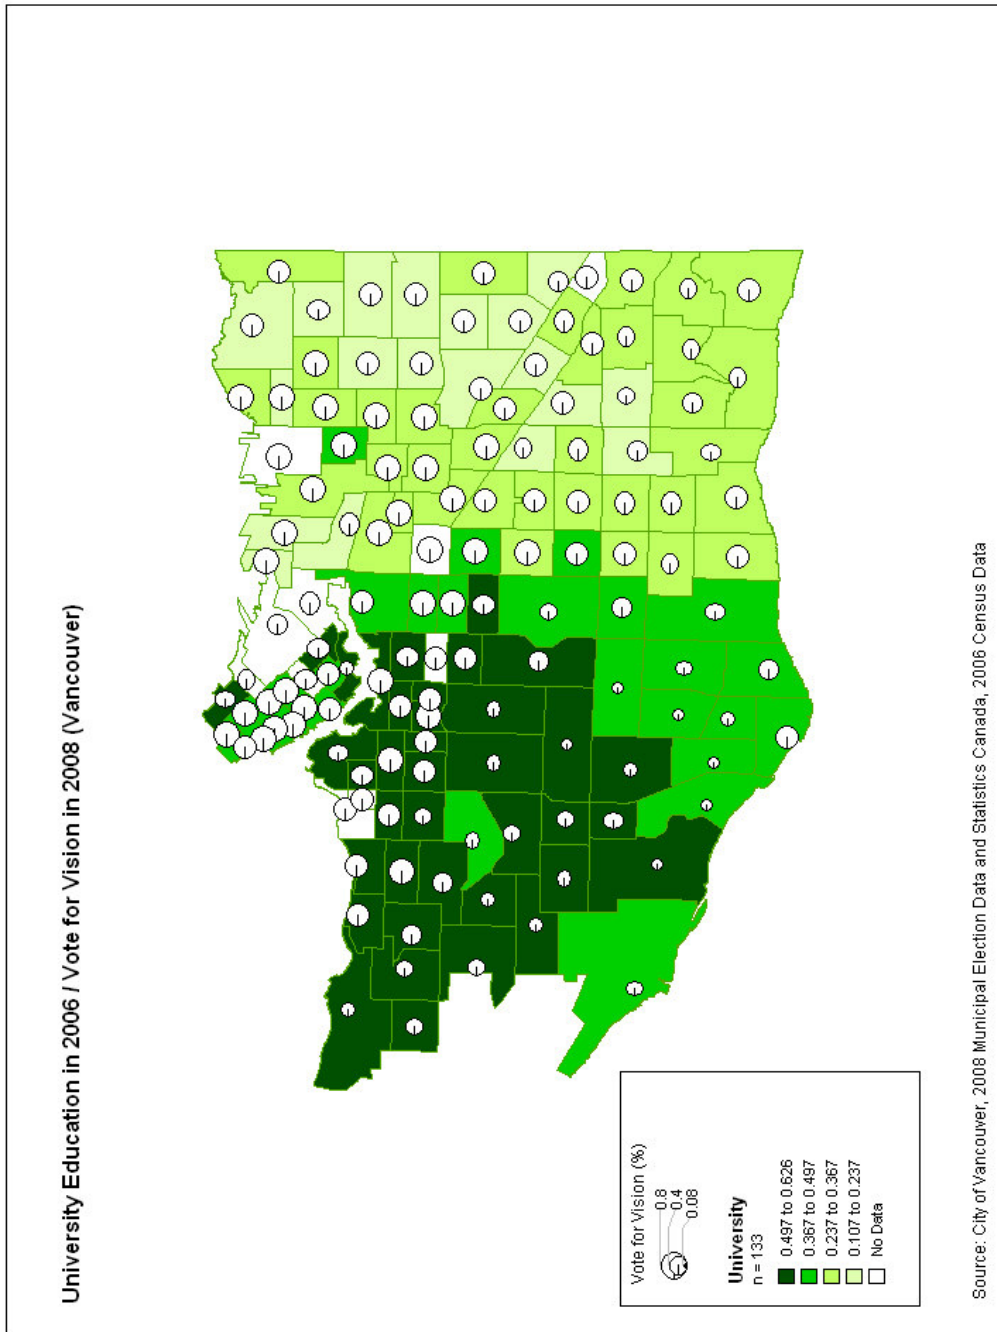 University Education in 2006 / Vote for Vision in 2008 (Vancouver)
Vote for Vision (%)
0.8
0.4
0.08
University
n = 133
0.497 to 0.626
0.367 to 0.497
0.237 to 0.367
0.107 to 0.237
No Data
Source: City of Vancouver, 2008 Municipal Election Data and Statistics Canada, 2006 Census Data